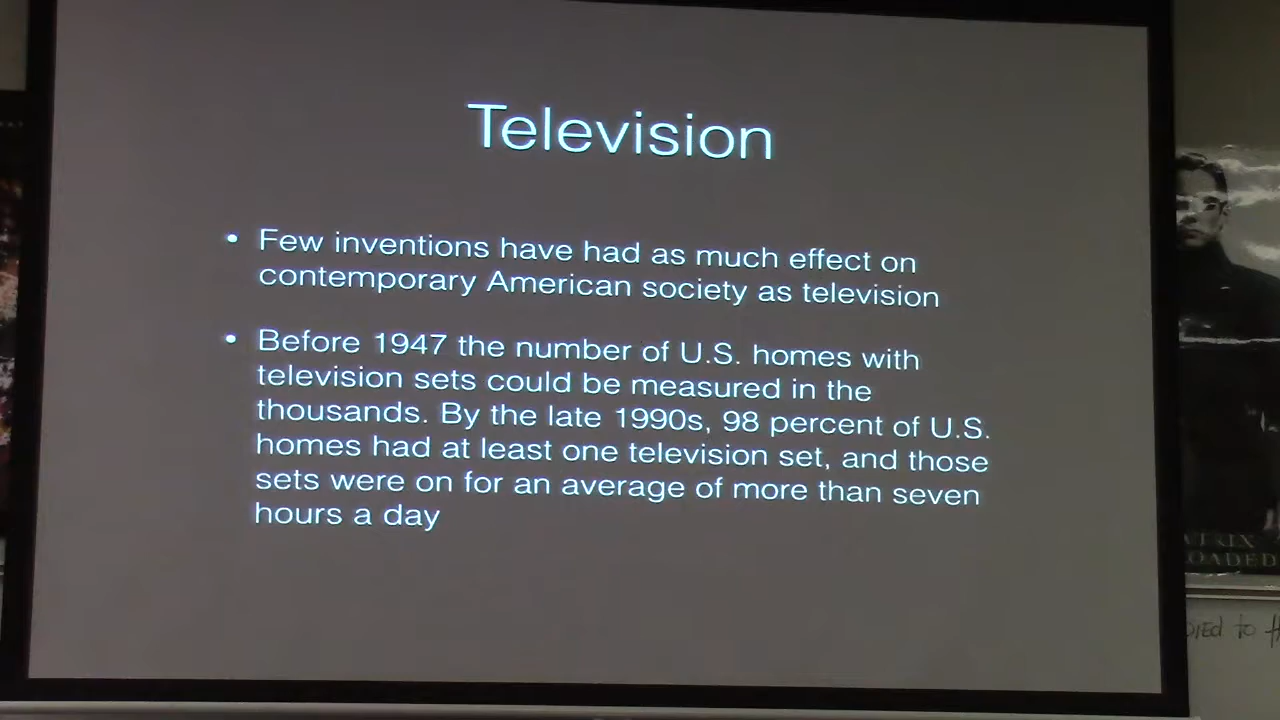 Television
• Few inventions have had as much effect on
contemporary American society as television
• Before 1947 the number of U.S. homes with
television sets could be measured in the
thousands. By the late 1990s, 98 percent of U.S.
homes had at least one television set, and those
sets were on for an average of more than seven
hours a day
TRIX
OADED
to